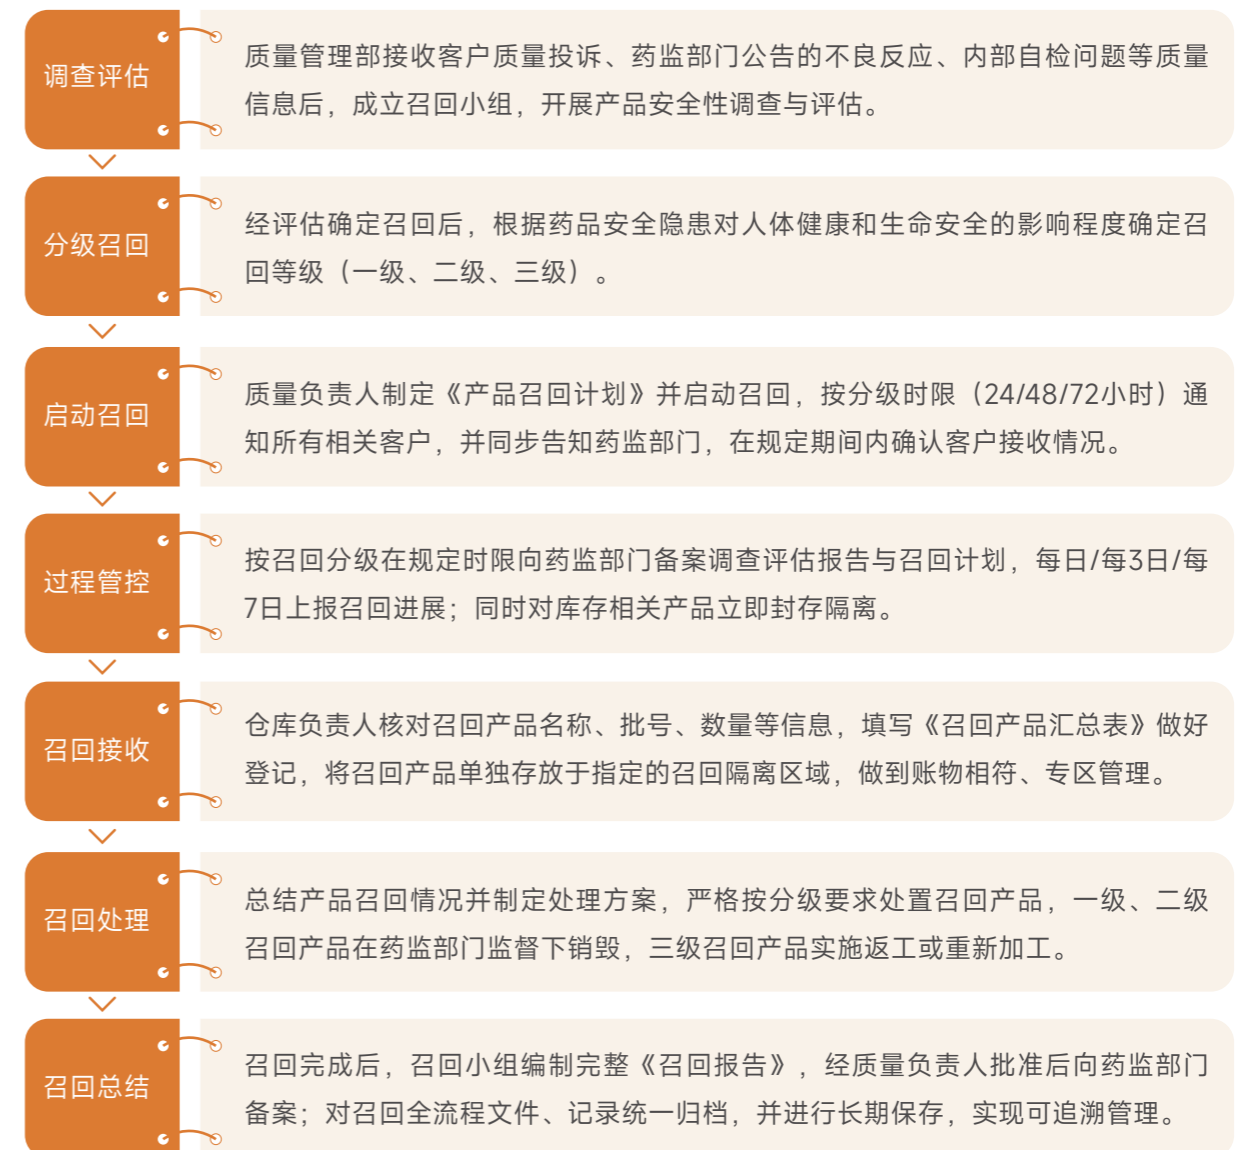 调查评估
质量管理部接收客户质量投诉、药监部门公告的不良反应、内部自检问题等质量
信息后，成立召回小组，开展产品安全性调查与评估。
分级召回
经评估确定召回后，根据药品安全隐患对人体健康和生命安全的影响程度确定召
回等级（一级、二级、三级）。
启动召回
质量负责人制定《产品召回计划》并启动召回，按分级时限（24/48/72小时）通
知所有相关客户，并同步告知药监部门，在规定期间内确认客户接收情况。
过程管控
按召回分级在规定时限向药监部门备案调查评估报告与召回计划，每日/每3日/每
7日上报召回进展；同时对库存相关产品立即封存隔离。
召回接收
仓库负责人核对召回产品名称、批号、数量等信息，填写《召回产品汇总表》做好
登记，将召回产品单独存放于指定的召回隔离区域，做到账物相符、专区管理。
召回处理
总结产品召回情况并制定处理方案，严格按分级要求处置召回产品，一级、二级
召回产品在药监部门监督下销毁，三级召回产品实施返工或重新加工。
召回总结
召回完成后，召回小组编制完整《召回报告》，经质量负责人批准后向药监部门
备案；对召回全流程文件、记录统一归档，并进行长期保存，实现可追溯管理。